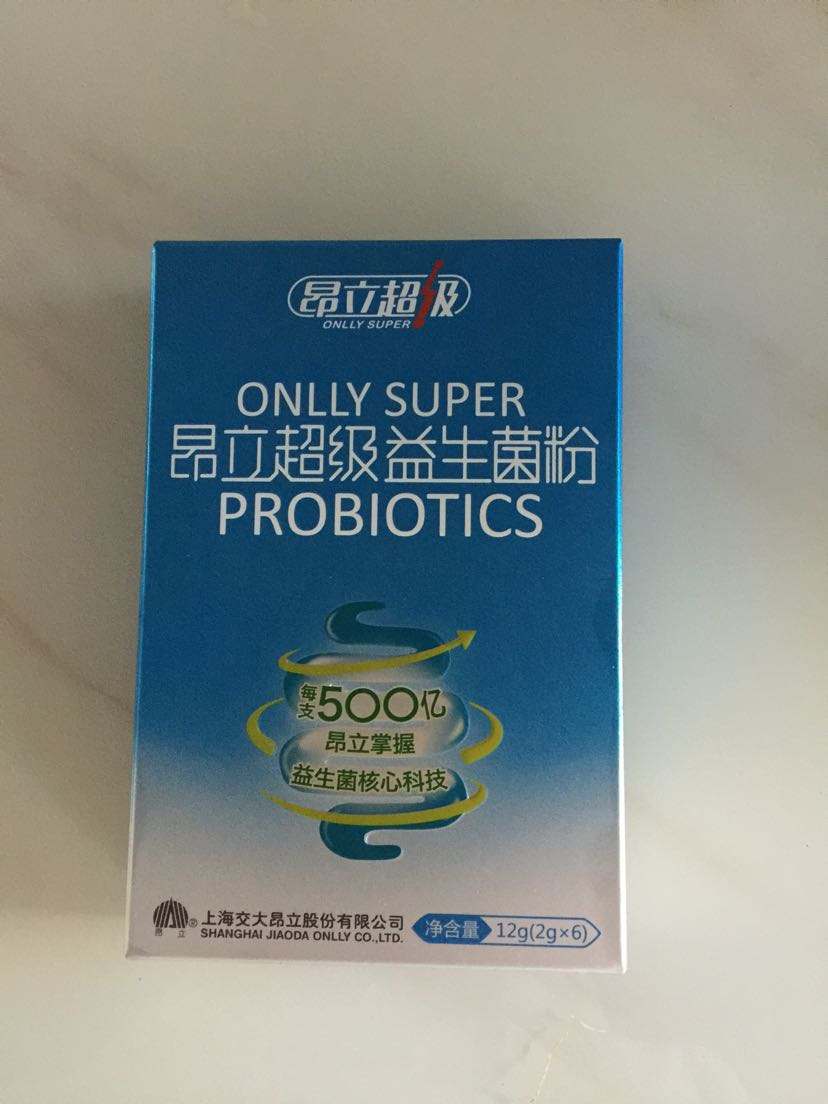 昂立超级
ONLLY SUPER
ONLLY SUPER
昂立超级益生菌粉
PROBIOTICS
每支500亿
昂立掌握
益生菌核心科技
昂立
®
上海交大昂立股份有限公司
SHANGHAI JIAODA ONLLY CO.,LTD.
净含量 12g(2g×6)